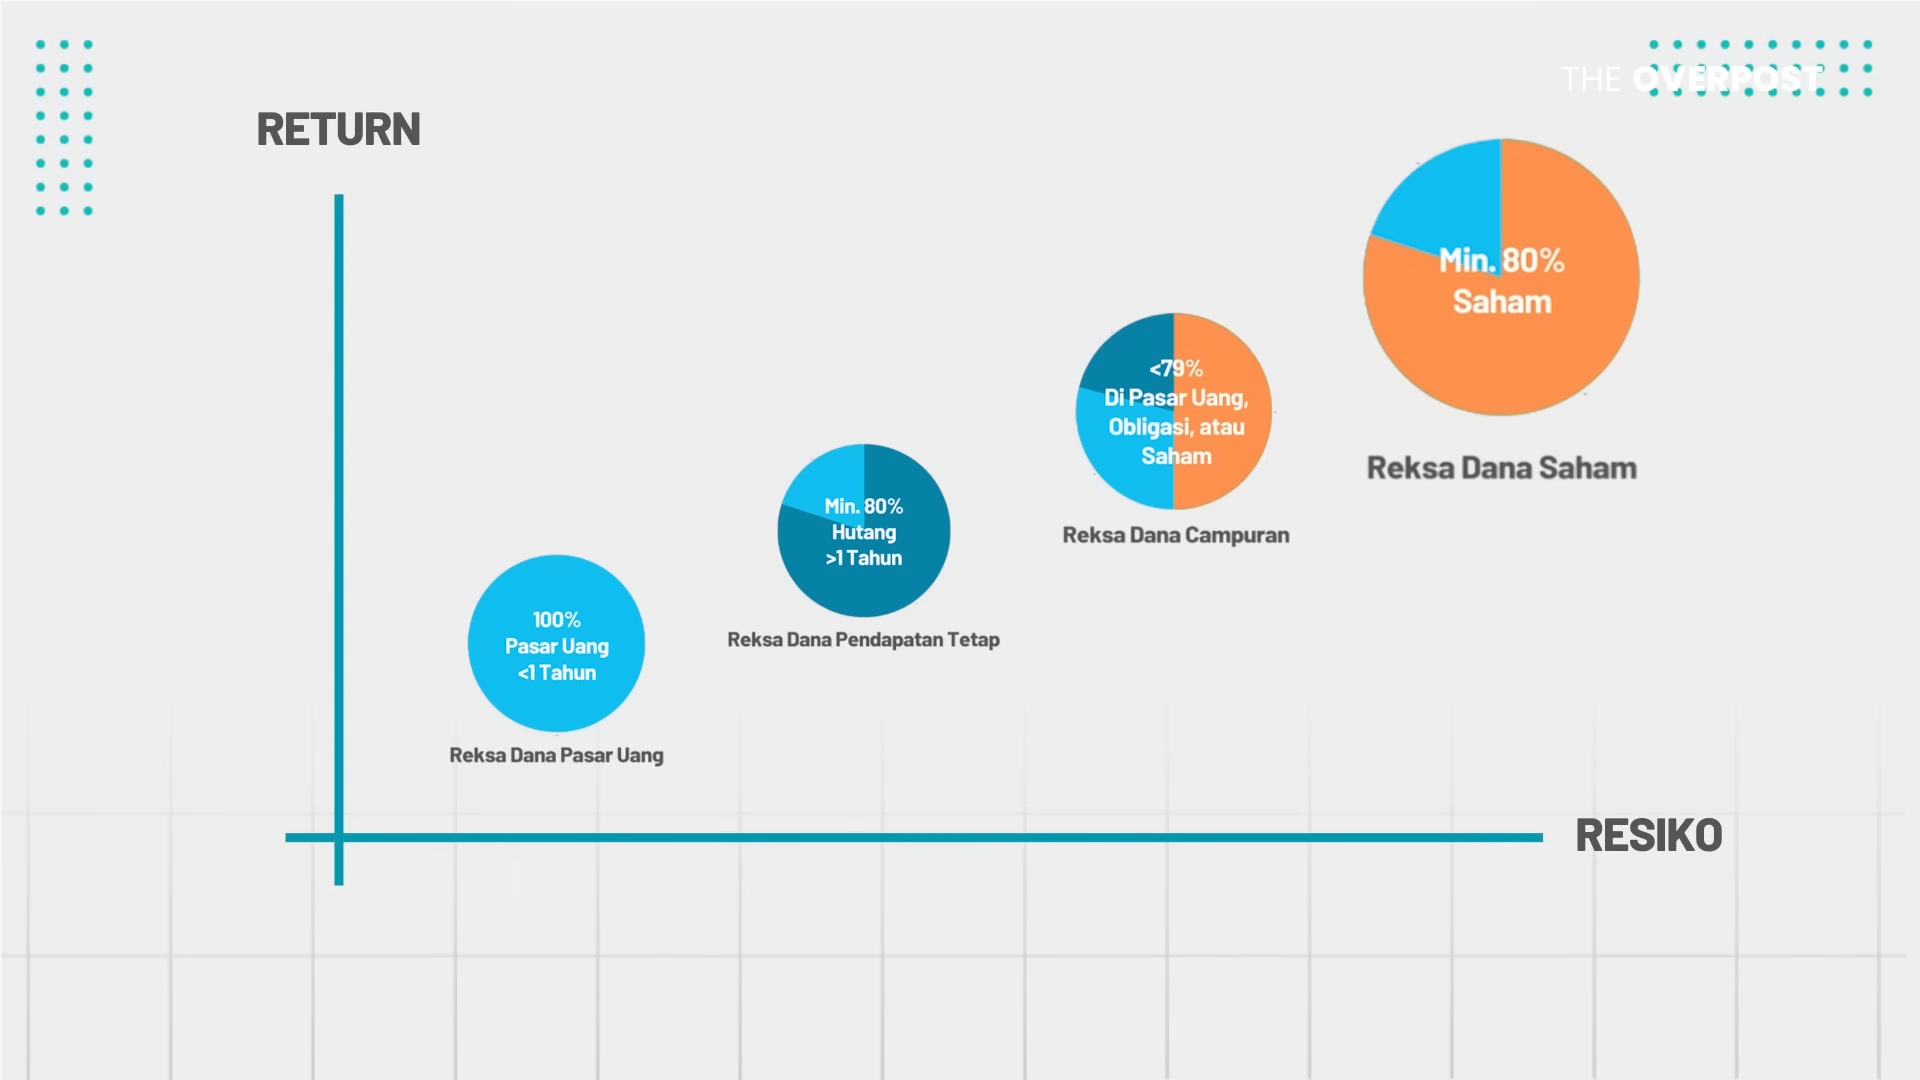 THE OVERPOST
RETURN
Min. 80%
Saham
Reksa Dana Saham
<79%
Di Pasar Uang,
Obligasi, atau
Saham
Reksa Dana Campuran
Min. 80%
Hutang
>1 Tahun
Reksa Dana Pendapatan Tetap
100%
Pasar Uang
<1 Tahun
Reksa Dana Pasar Uang
RESIKO